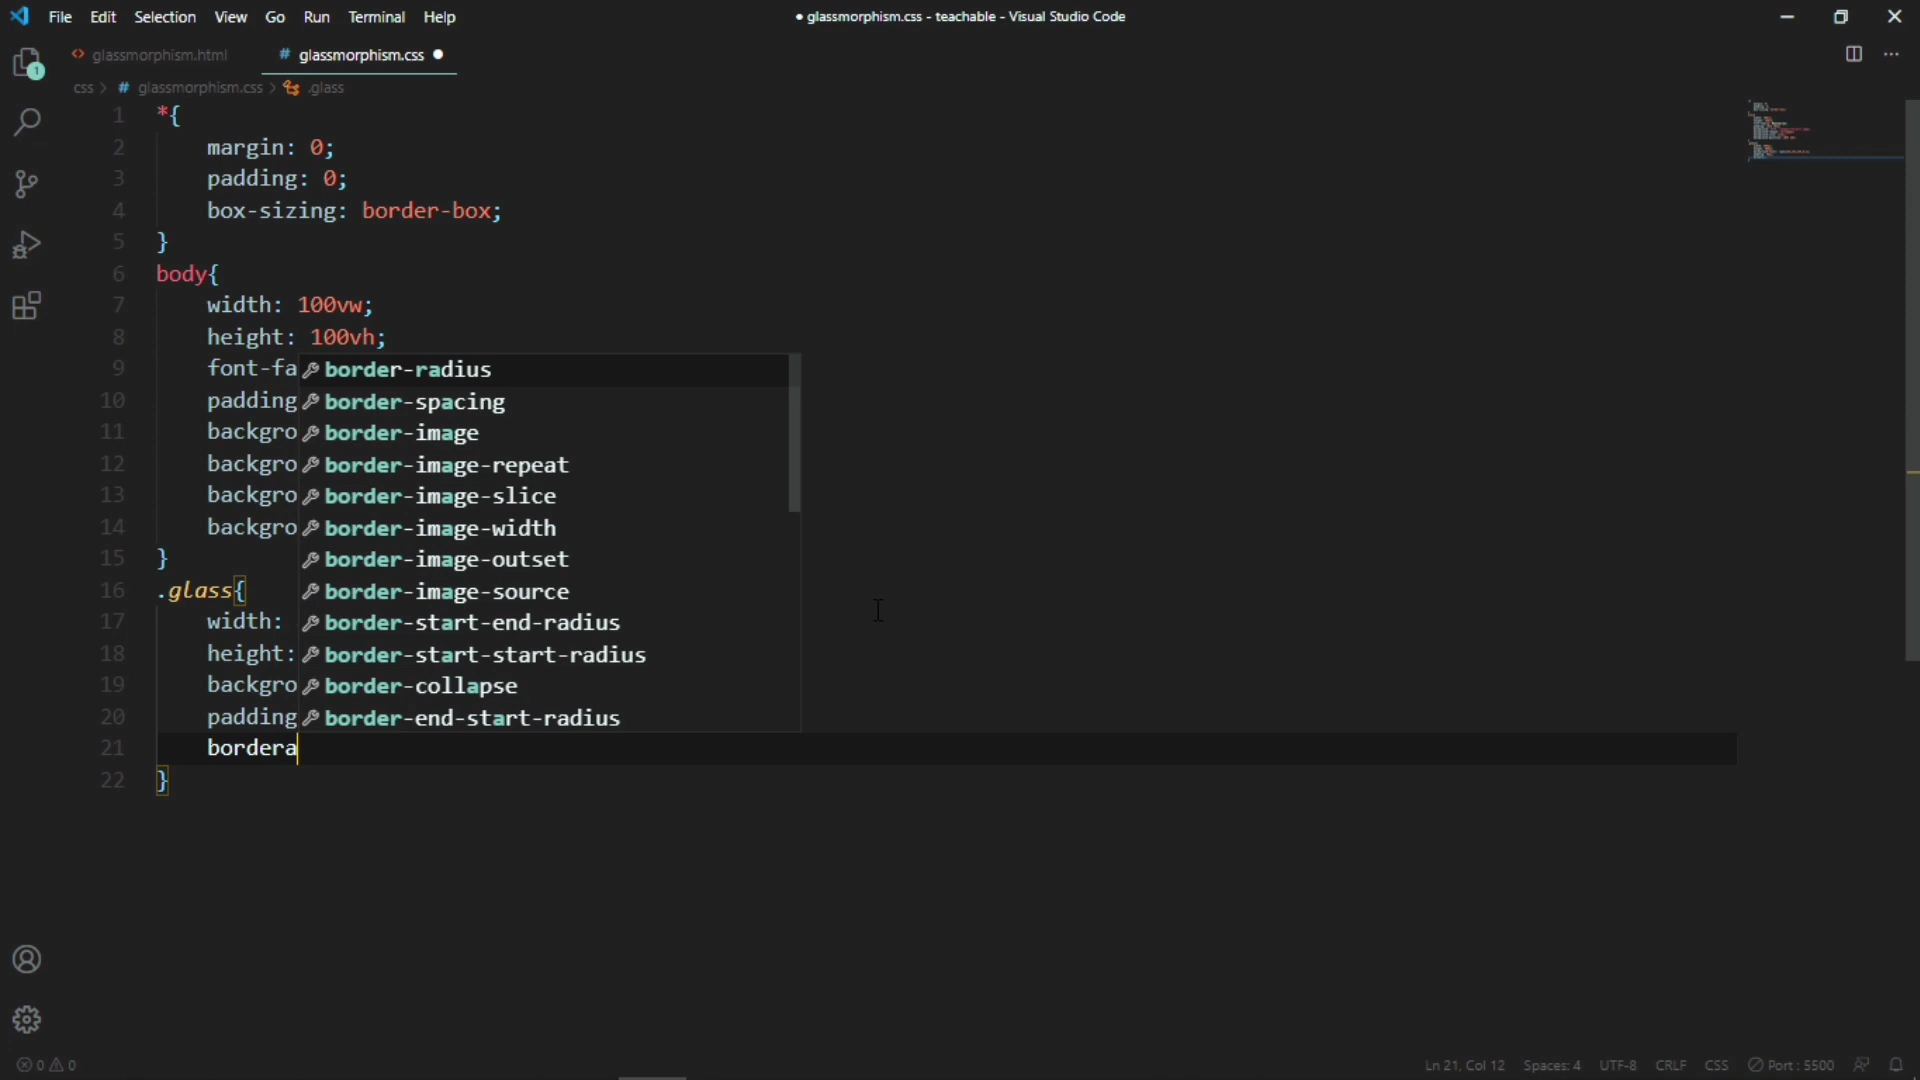 File Edit Selection View Go Run Terminal Help
● glassmorphism.css - teachable - Visual Studio Code
<> glassmorphism.html
# glassmorphism.css ●
1
css > # glassmorphism.css > .glass
1 *{
2 margin: 0;
3 padding: 0;
4 box-sizing: border-box;
5 }
6 body{
7 width: 100vw;
8 height: 100vh;
9 font-fa border-radius
10 padding border-spacing
11 backgro border-image
12 backgro border-image-repeat
13 backgro border-image-slice
14 backgro border-image-width
15 } border-image-outset
16 .glass{ border-image-source
17 width: border-start-end-radius
18 height: border-start-start-radius
19 backgro border-collapse
20 padding border-end-start-radius
21 bordera
22 }
0 0
Ln 21, Col 12 Spaces: 4 UTF-8 CRLF CSS Port : 5500